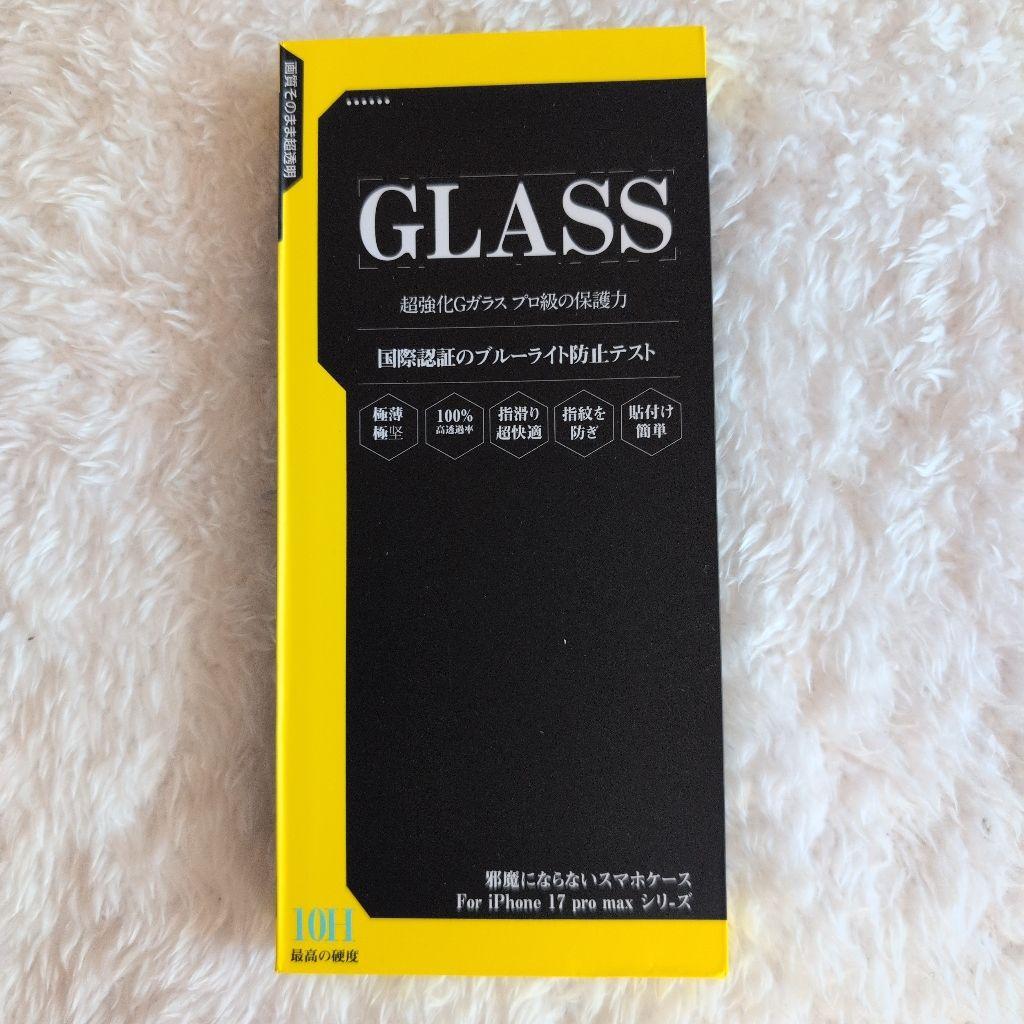 画質そのまま超透明
GLASS
超強化Gガラス プロ級の保護力
国際認証のブルーライト防止テスト
極薄
極坚
100%
高透過率
指滑り
超快適
指紋を
防ぎ
貼付け
簡単
邪魔にならないスマホケース
For iPhone 17 pro max シリ-ズ
10H
最高の硬度